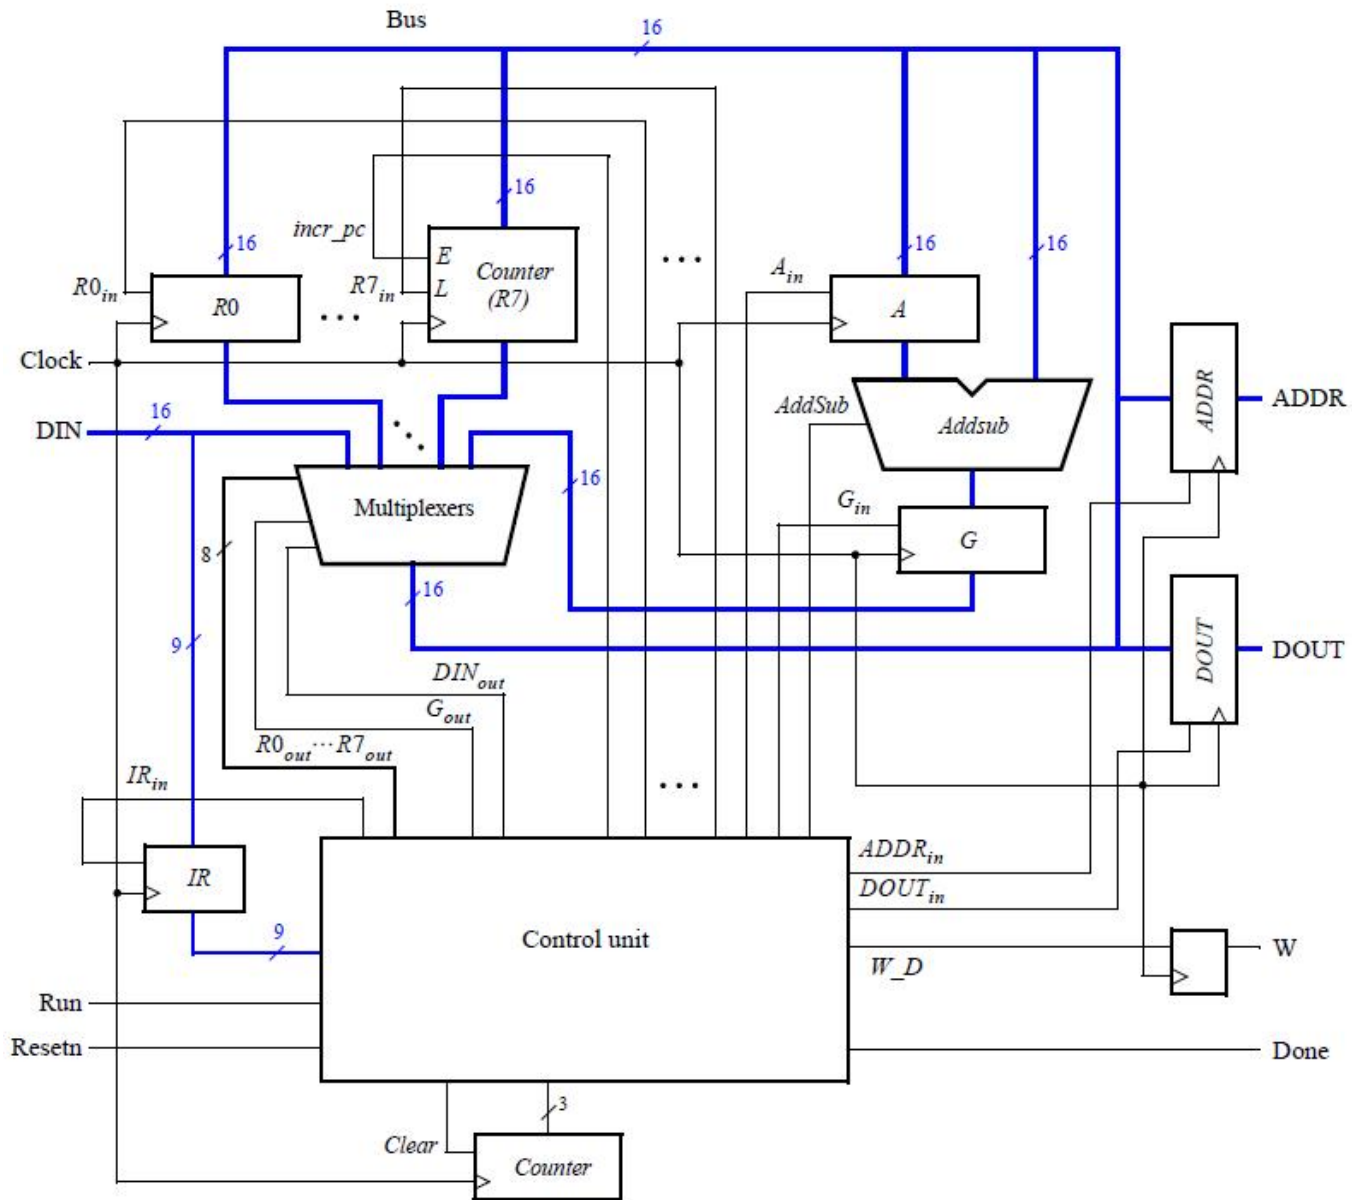 Bus
16
16
incr_pc
16
E
Counter
(R7)
R7in
L
R0in
R0
...
...
Ain
A
16
16
Clock
AddSub
Addsub
ADDR
ADDR
DIN
16
Multiplexers
16
8
Gin
G
16
9
DOUT
DOUT
DINout
Gout
R0out...R7out
IRin
...
IR
ADDRin
DOUTin
9
Control unit
W_D
W
Run
Resetn
Done
3
Clear
Counter